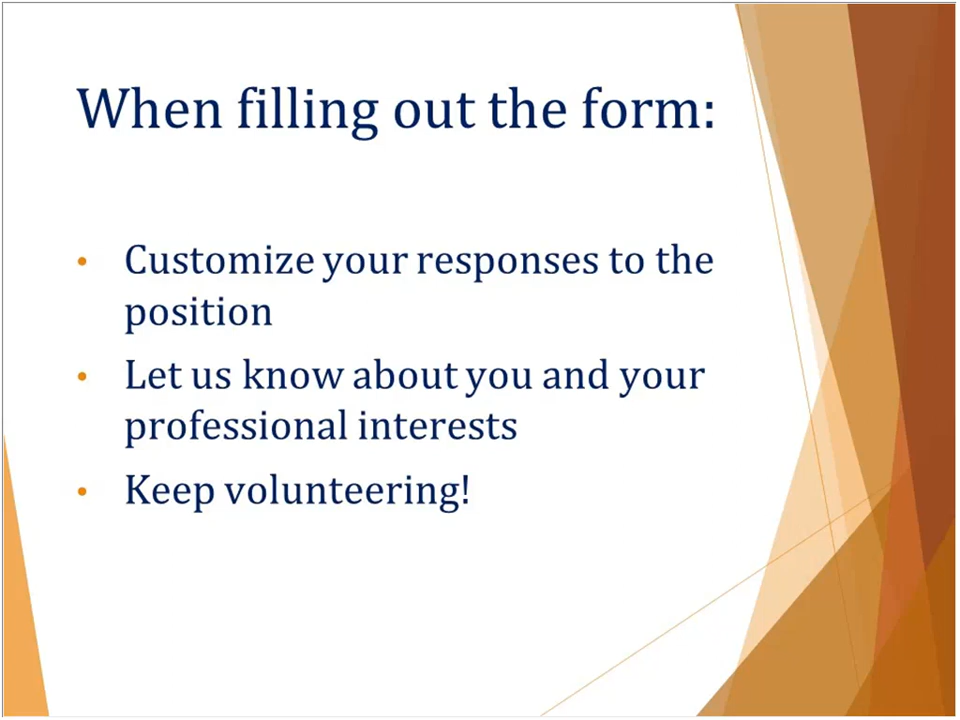 When filling out the form:
• Customize your responses to the
position
• Let us know about you and your
professional interests
• Keep volunteering!